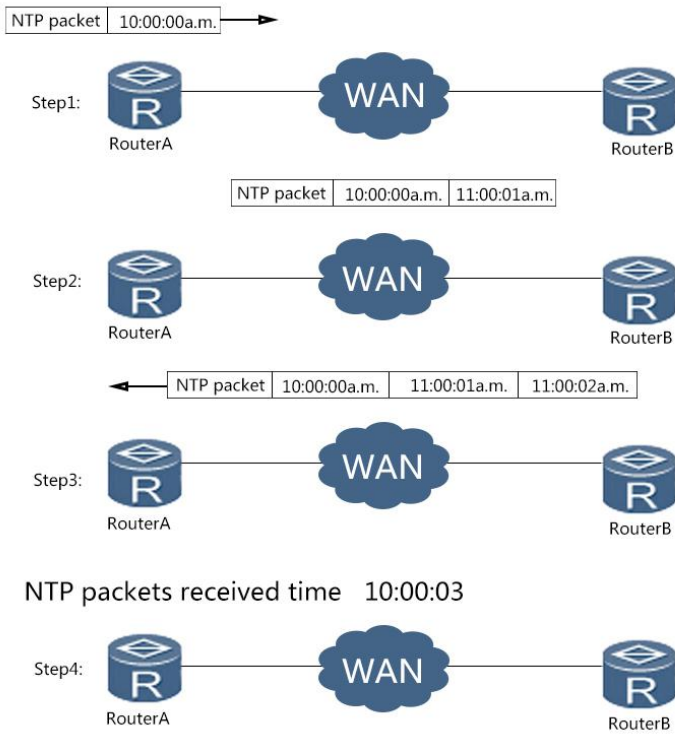 NTP packet 10:00:00a.m.
Step1:
R
RouterA
WAN
R
RouterB
NTP packet 10:00:00a.m. 11:00:01a.m.
Step2:
R
RouterA
WAN
R
RouterB
NTP packet 10:00:00a.m. 11:00:01a.m. 11:00:02a.m.
Step3:
R
RouterA
WAN
R
RouterB
NTP packets received time 10:00:03
Step4:
R
RouterA
WAN
R
RouterB